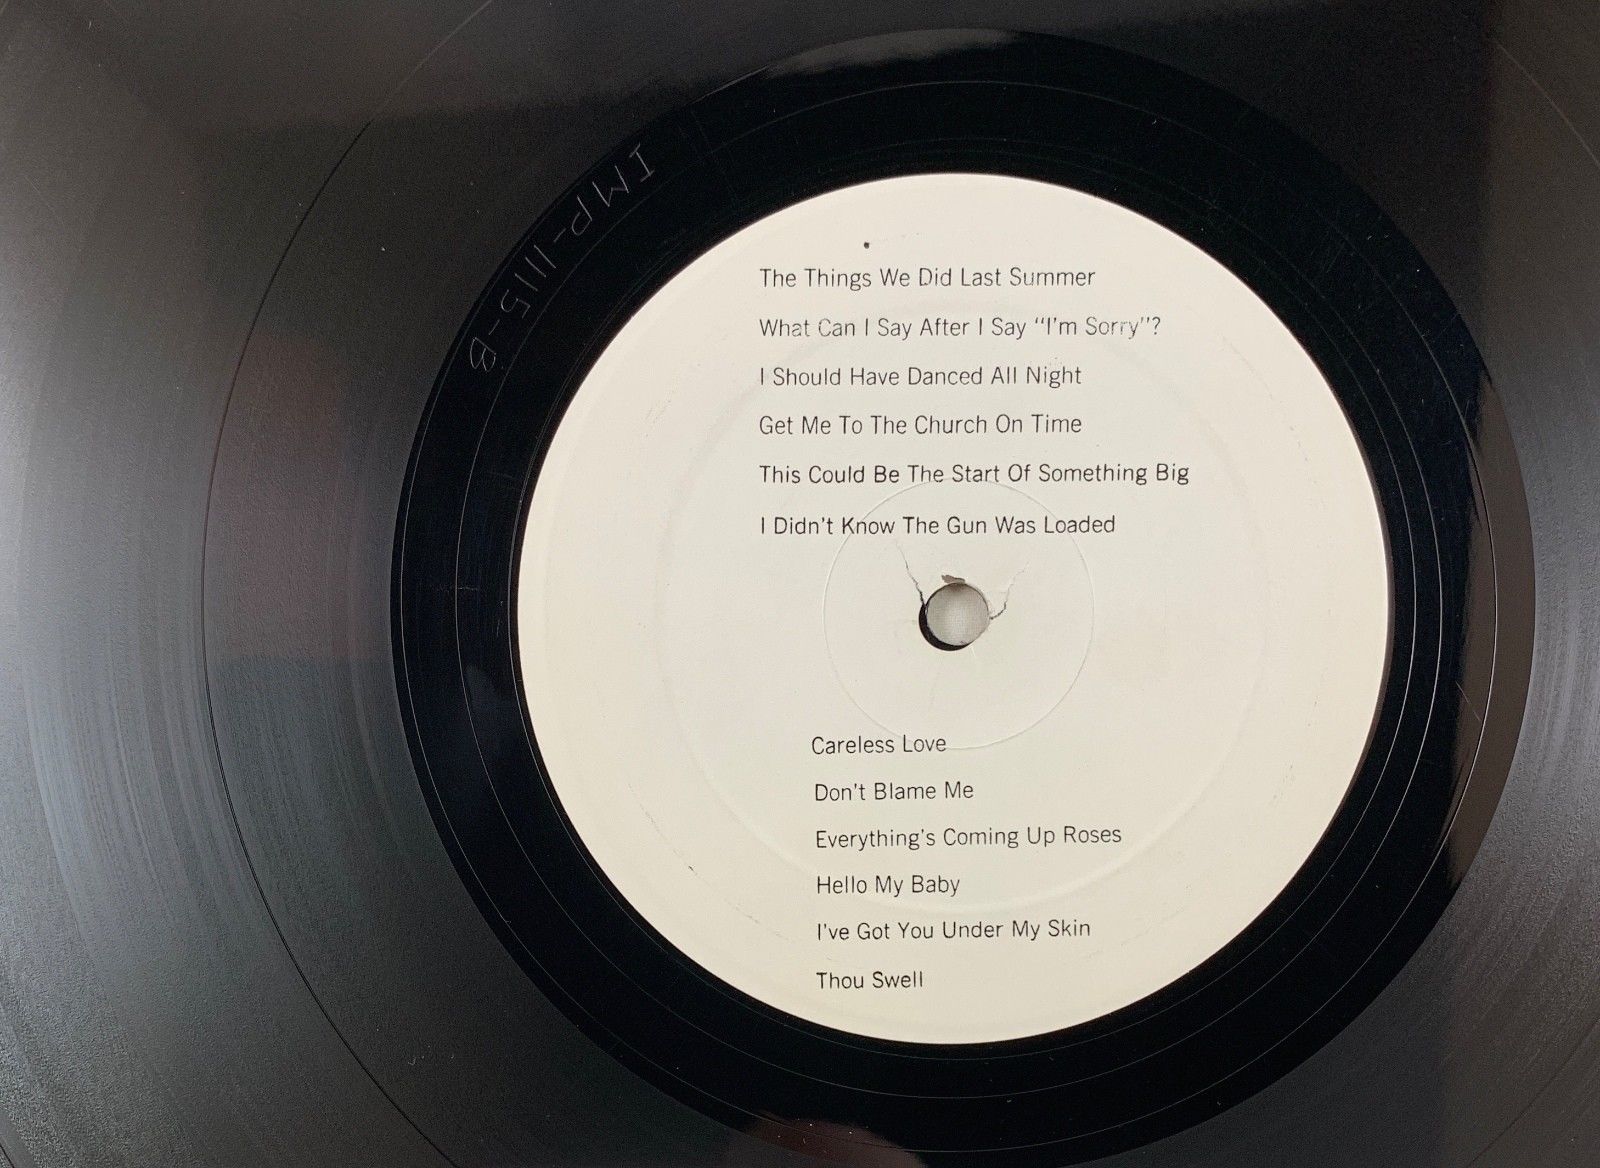 IMP-1115-B
The Things We Did Last Summer
What Can I Say After I Say "I'm Sorry"?
I Should Have Danced All Night
Get Me To The Church On Time
This Could Be The Start Of Something Big
I Didn't Know The Gun Was Loaded
Careless Love
Don't Blame Me
Everything's Coming Up Roses
Hello My Baby
I've Got You Under My Skin
Thou Swell